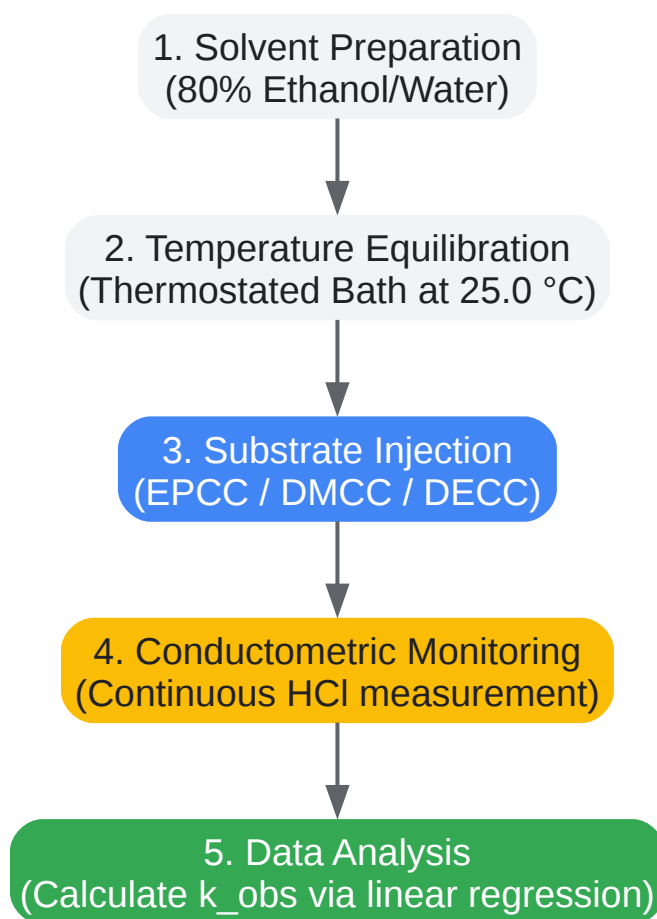 1. Solvent Preparation
(80% Ethanol/Water)
2. Temperature Equilibration
(Thermostated Bath at 25.0 °C)
3. Substrate Injection
(EPCC / DMCC / DECC)
4. Conductometric Monitoring
(Continuous HCl measurement)
5. Data Analysis
(Calculate k_obs via linear regression)